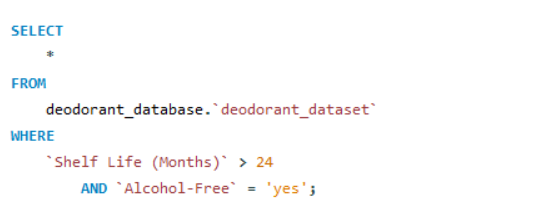 SELECT
*
FROM
deodorant_database.`deodorant_dataset`
WHERE
`Shelf Life (Months)` > 24
AND `Alcohol-Free` = 'yes';